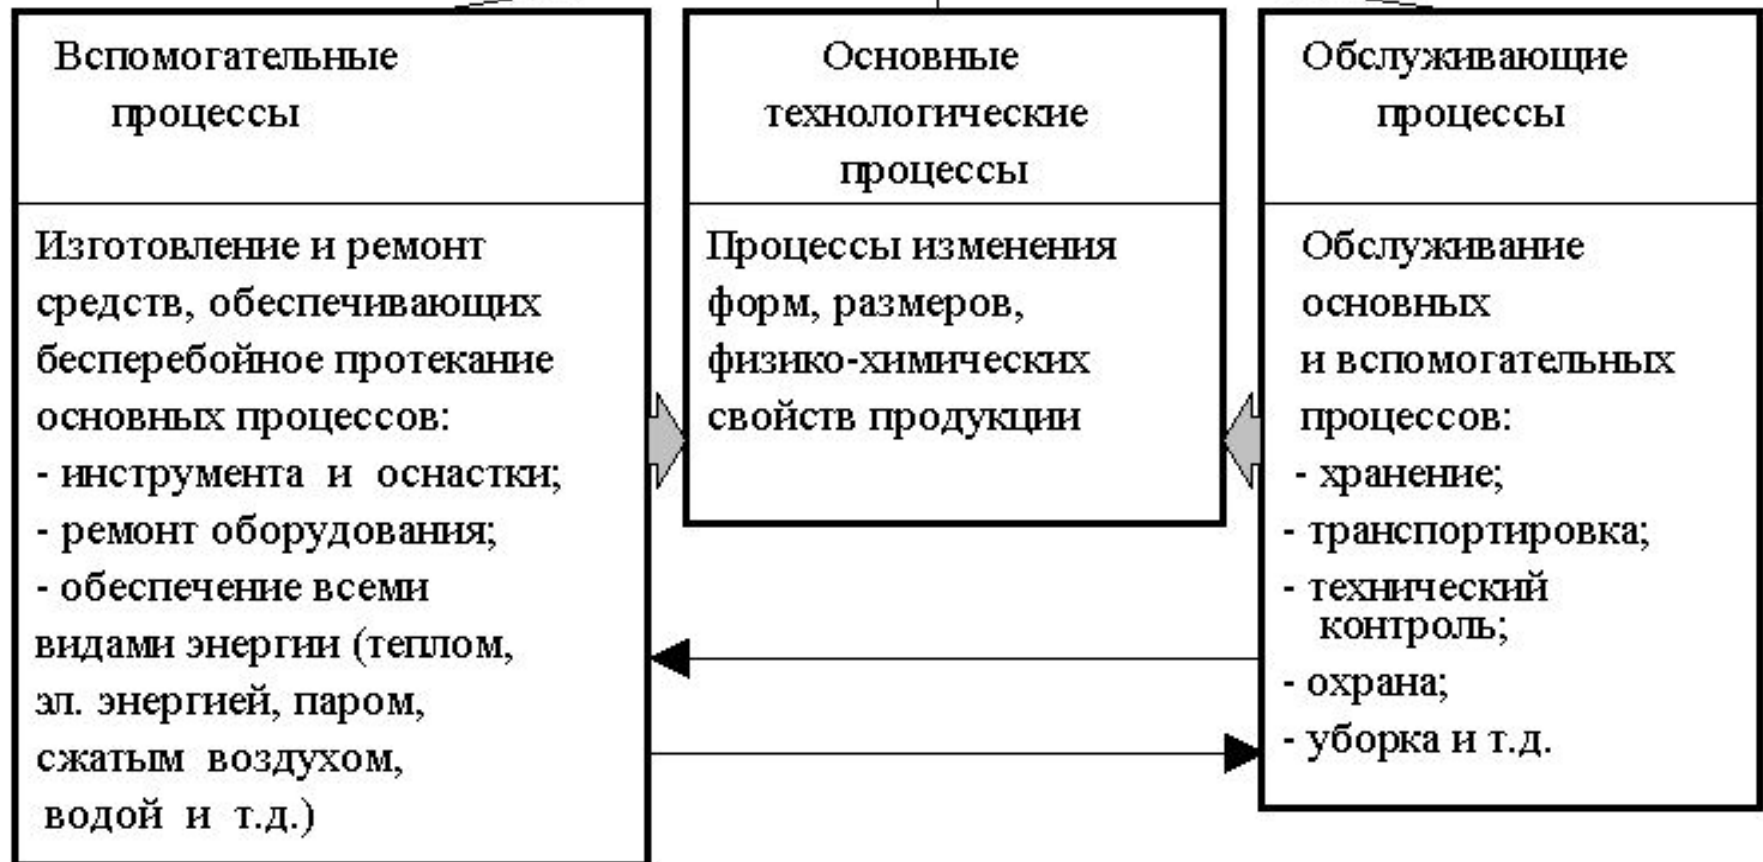 Вспомогательные
процессы
Изготовление и ремонт
средств, обеспечивающих
бесперебойное протекание
основных процессов:
- инструмента и оснастки;
- ремонт оборудования;
- обеспечение всеми
видами энергии (теплом,
эл. энергией, паром,
сжатым воздухом,
водой и т.д.)
Основные
технологические
процессы
Процессы изменения
форм, размеров,
физико-химических
свойств продукции
Обслуживающие
процессы
Обслуживание
основных
и вспомогательных
процессов:
- хранение;
- транспортировка;
- технический
контроль;
- охрана;
- уборка и т.д.